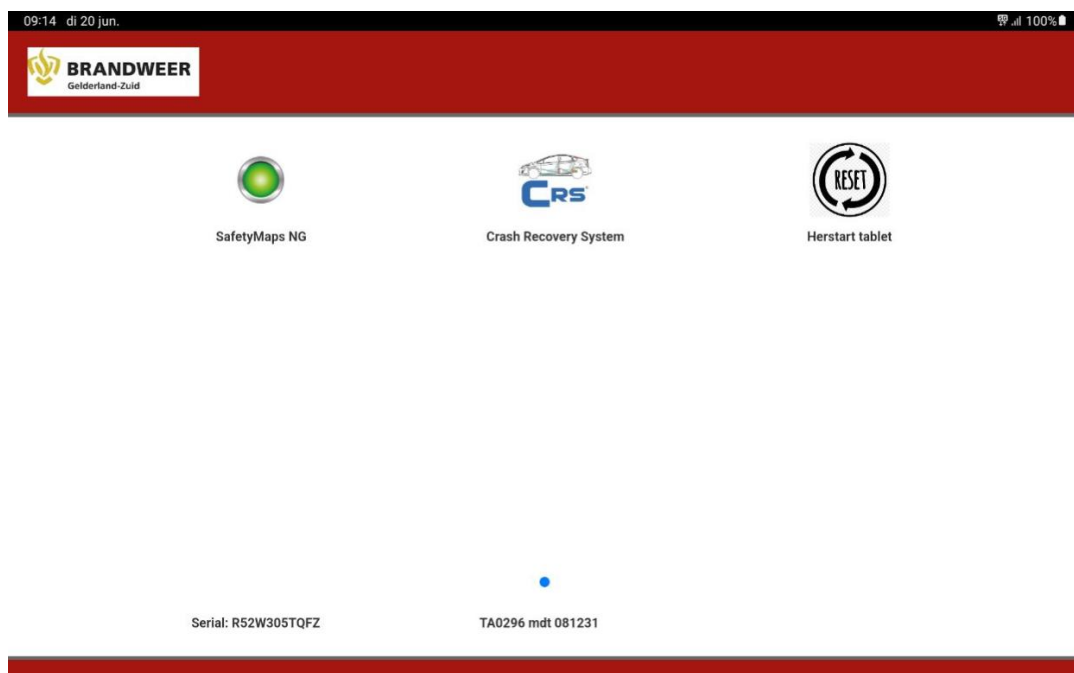 09:14 di 20 jun. 100%
BRANDWEER
Gelderland-Zuid
CRS
RESET
SafetyMaps NG
Crash Recovery System
Herstart tablet
Serial: R52W305TQFZ
TA0296 mdt 081231